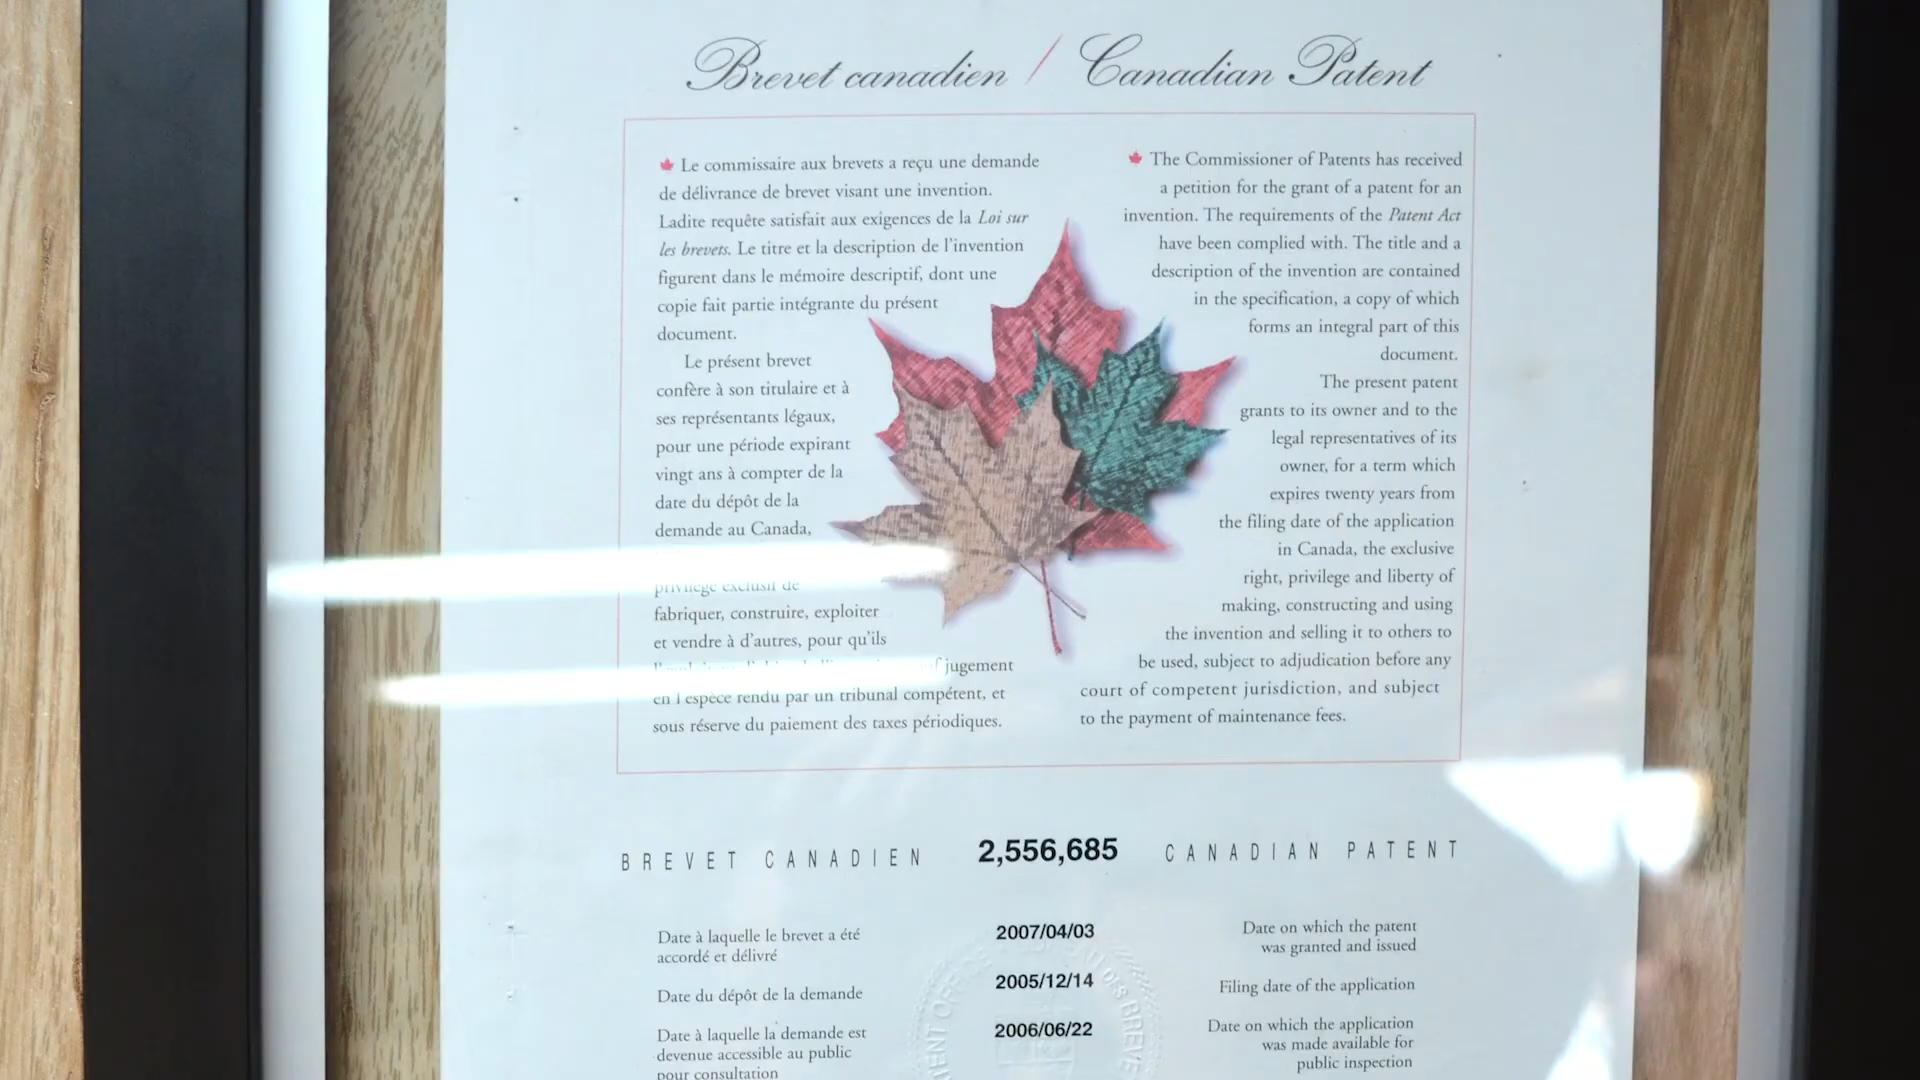 Brevet canadien / Canadian Patent
Le commissaire aux brevets a reçu une demande
de délivrance de brevet visant une invention.
Ladite requête satisfait aux exigences de la Loi sur
les brevets. Le titre et la description de l'invention
figurent dans le mémoire descriptif, dont une
copie fait partie intégrante du présent
document.
Le présent brevet
confère à son titulaire et à
ses représentants légaux,
pour une période expirant
vingt ans à compter de la
date du dépôt de la
demande au Canada,
privilège exclusif de
fabriquer, construire, exploiter
et vendre à d'autres, pour qu'ils
jugement
en l'espèce rendu par un tribunal compétent, et
sous réserve du paiement des taxes périodiques.
The Commissioner of Patents has received
a petition for the grant of a patent for an
invention. The requirements of the Patent Act
have been complied with. The title and a
description of the invention are contained
in the specification, a copy of which
forms an integral part of this
document.
The present patent
grants to its owner and to the
legal representatives of its
owner, for a term which
expires twenty years from
the filing date of the application
in Canada, the exclusive
right, privilege and liberty of
making, constructing and using
the invention and selling it to others to
be used, subject to adjudication before any
court of competent jurisdiction, and subject
to the payment of maintenance fees.
BREVET CANADIEN 2,556,685 CANADIAN PATENT
Date à laquelle le brevet a été
accordé et délivré
2007/04/03
Date on which the patent
was granted and issued
Date du dépôt de la demande
2005/12/14
Filing date of the application
Date à laquelle la demande est
devenue accessible au public
pour consultation
2006/06/22
Date on which the application
was made available for
public inspection